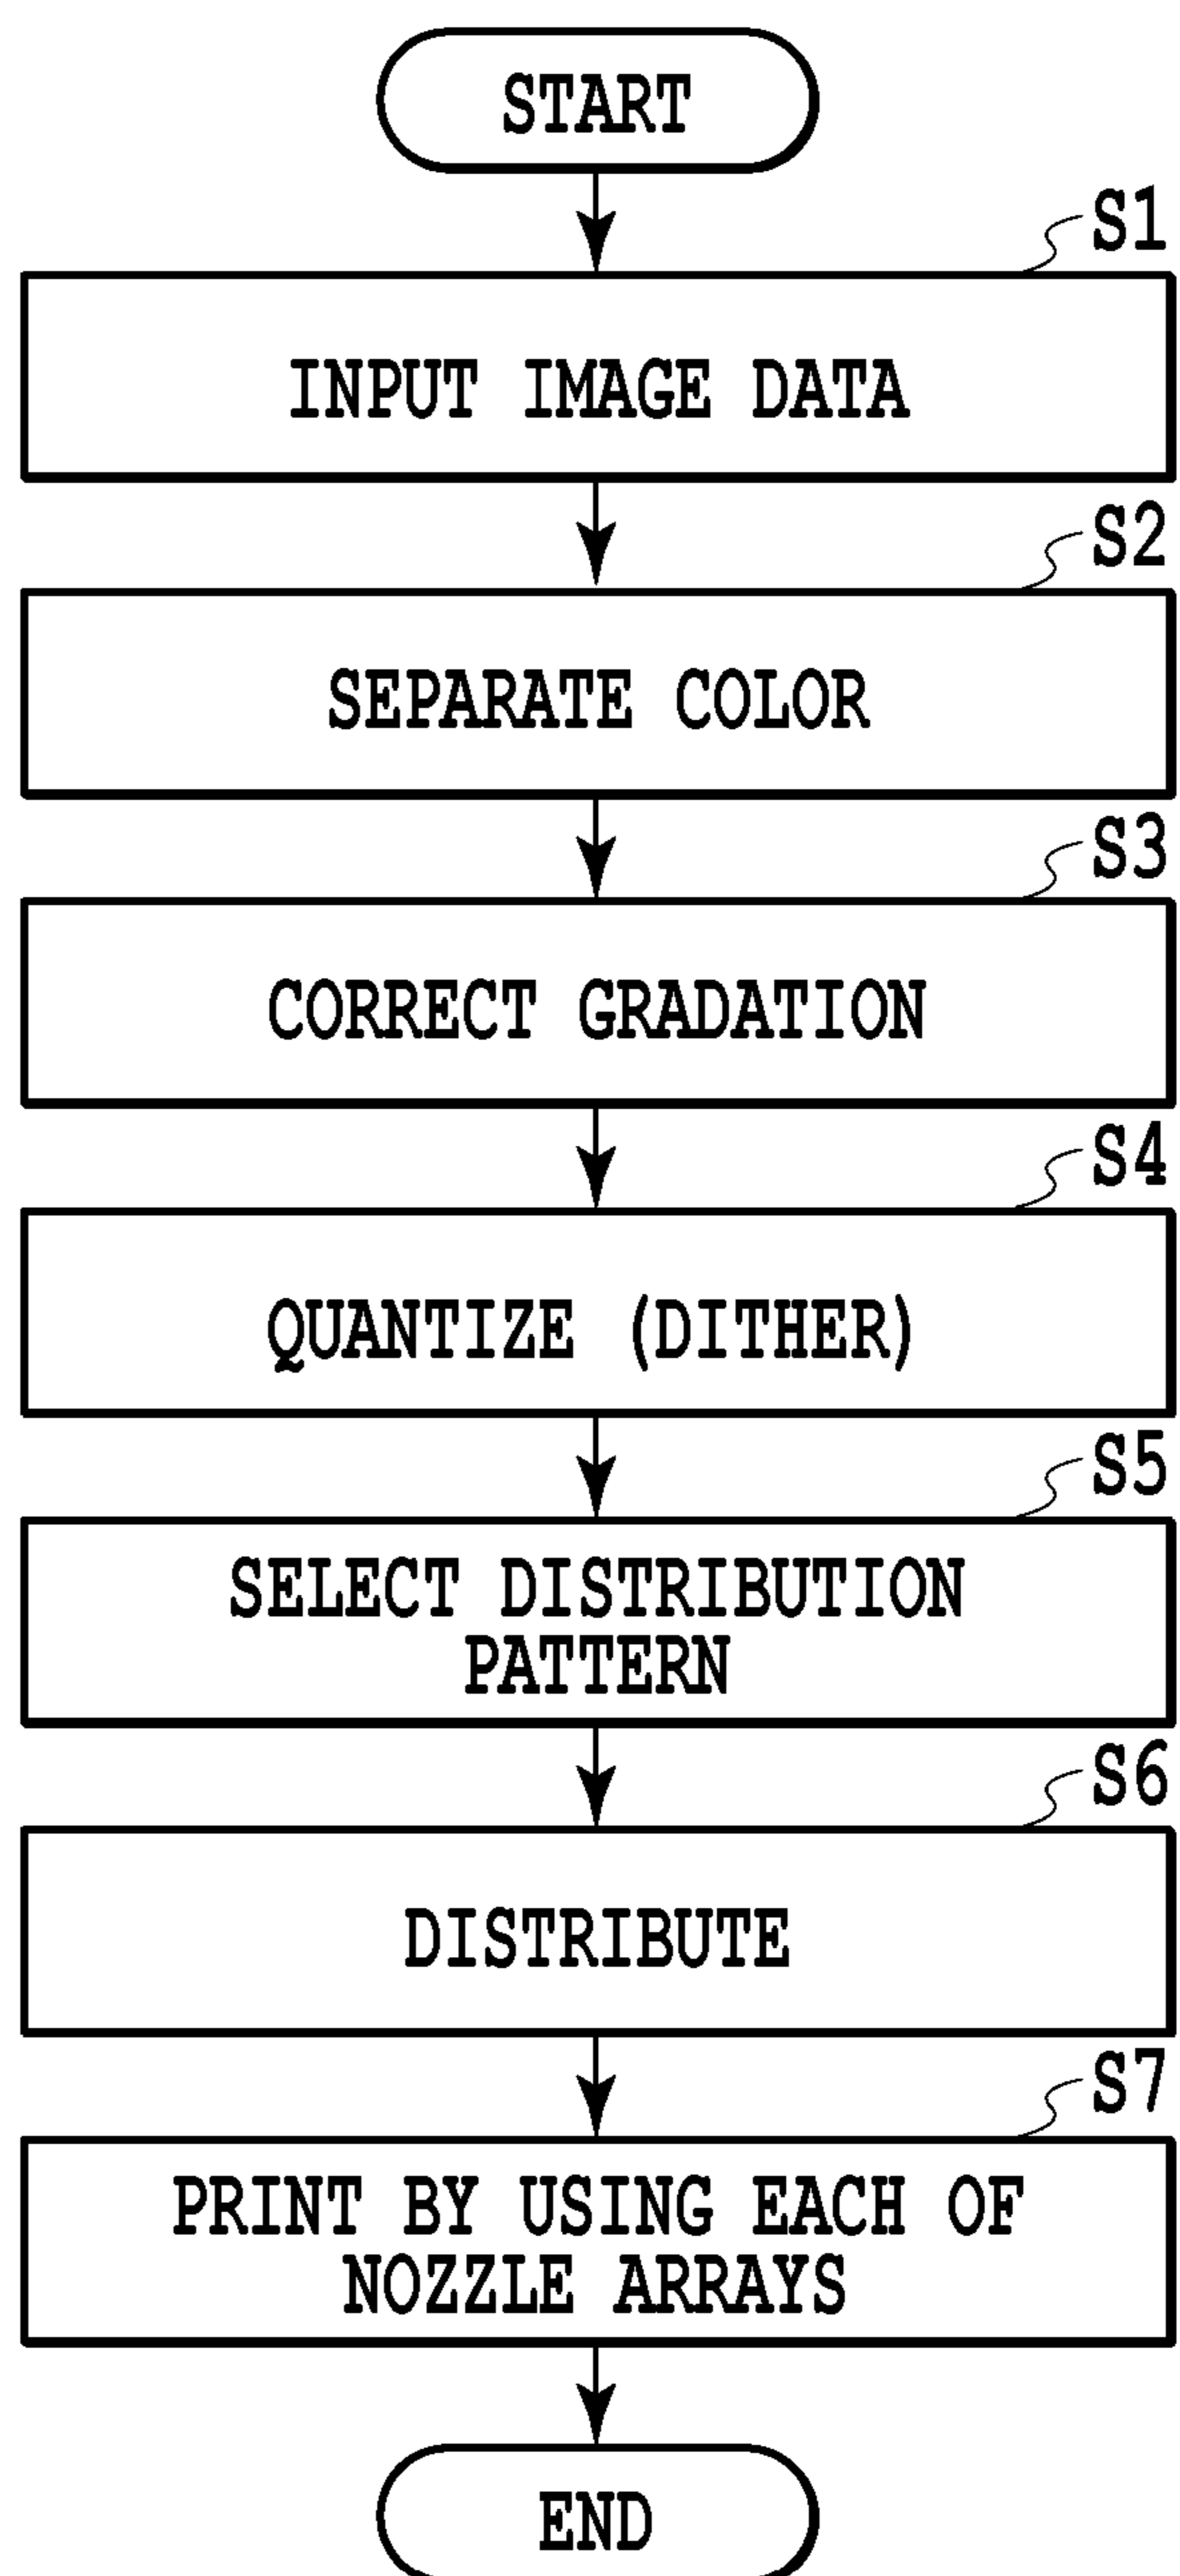 START
S1
INPUT IMAGE DATA
S2
SEPARATE COLOR
S3
CORRECT GRADATION
S4
QUANTIZE (DITHER)
S5
SELECT DISTRIBUTION
PATTERN
S6
DISTRIBUTE
S7
PRINT BY USING EACH OF
NOZZLE ARRAYS
END